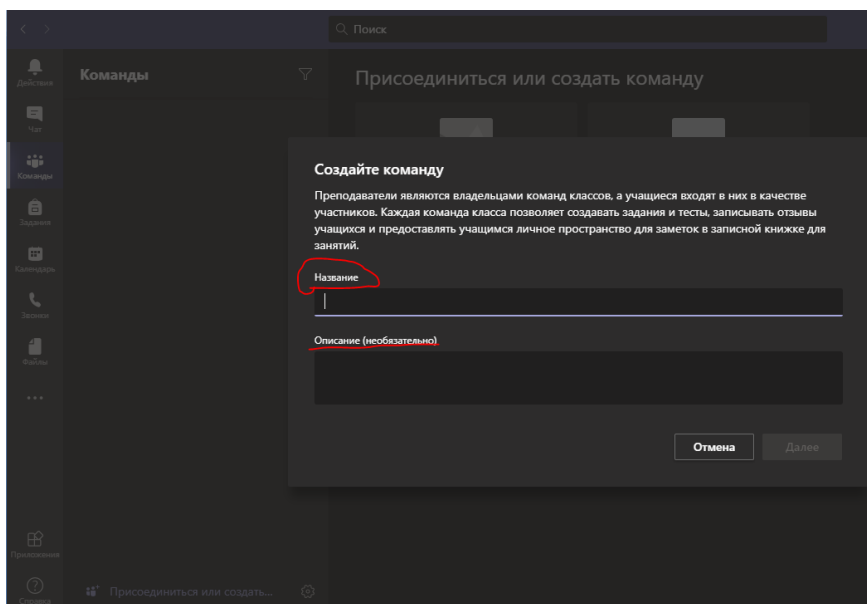 Поиск
Действия
Чат
Команды
Задания
Календарь
Звонки
Файлы
Приложения
Справка
Команды
Присоединиться или создать...
Присоединиться или создать команду
Создайте команду
Преподаватели являются владельцами команд классов, а учащиеся входят в них в качестве
участников. Каждая команда класса позволяет создавать задания и тесты, записывать отзывы
учащихся и предоставлять учащимся личное пространство для заметок в записной книжке для
занятий.
Название
Описание (необязательно)
Отмена
Далее